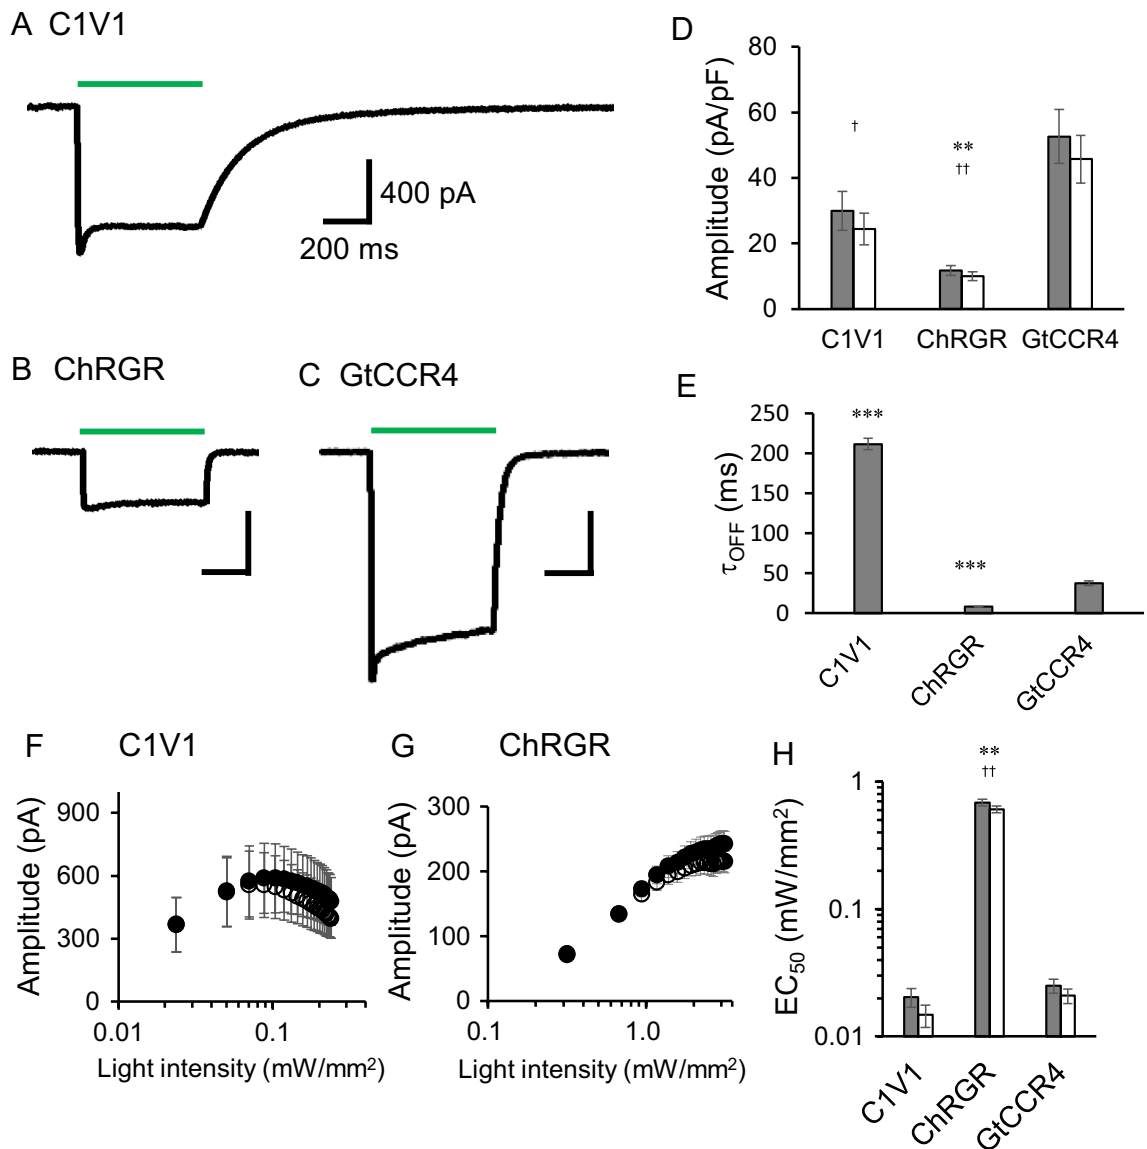 A C1V1
400 pA
200 ms
B ChRGR
C GtCCR4
D
Amplitude (pA/pF)
80
60
40
20
0
†
**
††
C1V1 ChRGR GtCCR4
E
τOFF (ms)
250
200
150
100
50
0
***
***
C1V1
ChRGR
GtCCR4
F C1V1
Amplitude (pA)
900
600
300
0
0.01 0.1
Light intensity (mW/mm²)
G ChRGR
Amplitude (pA)
300
200
100
0
0.1 1.0
Light intensity (mW/mm²)
H
EC50 (mW/mm²)
1
0.1
0.01
**
††
C1V1
ChRGR
GtCCR4